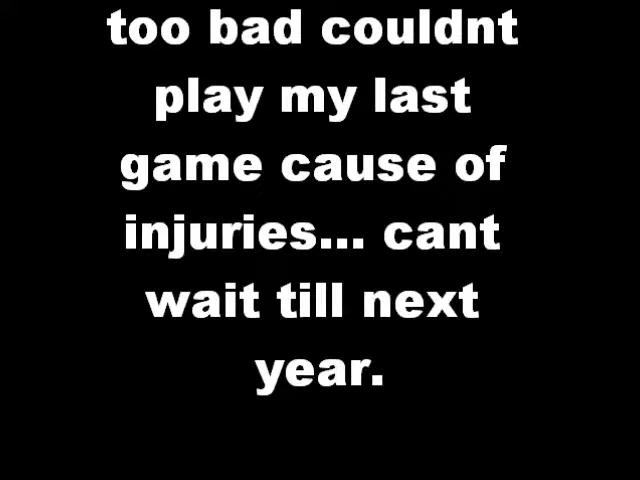 too bad couldnt
play my last
game cause of
injuries... cant
wait till next
year.